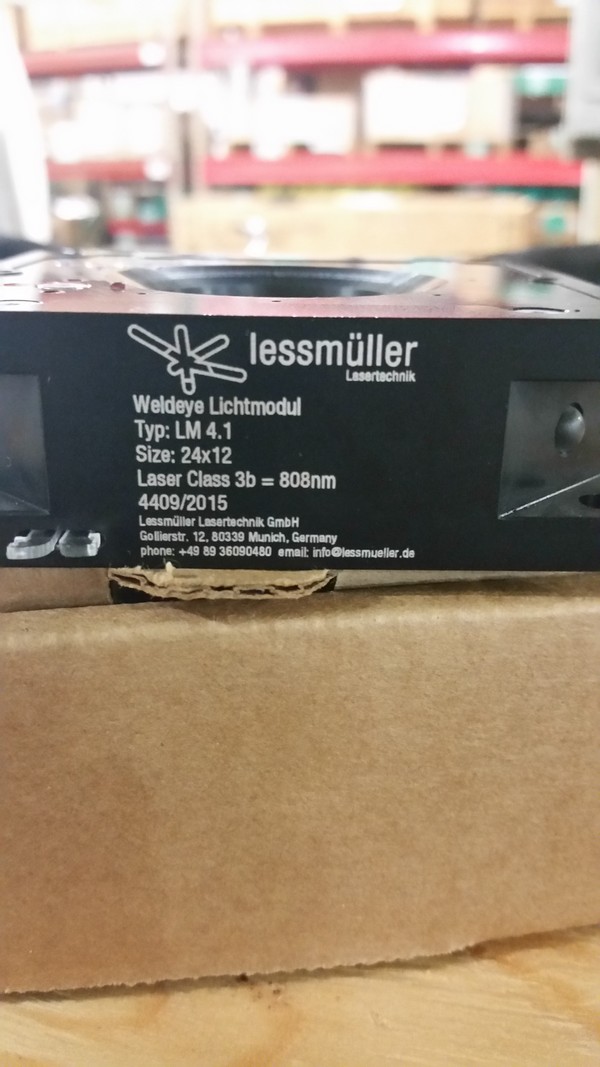 lessmüller
Lasertechnik
Weldeye Lichtmodul
Typ: LM 4.1
Size: 24x12
Laser Class 3b = 808nm
4409/2015
Lessmüller Lasertechnik GmbH
Gollierstr. 12, 80339 Munich, Germany
phone: +49 89 36090480 email: info@lessmueller.de